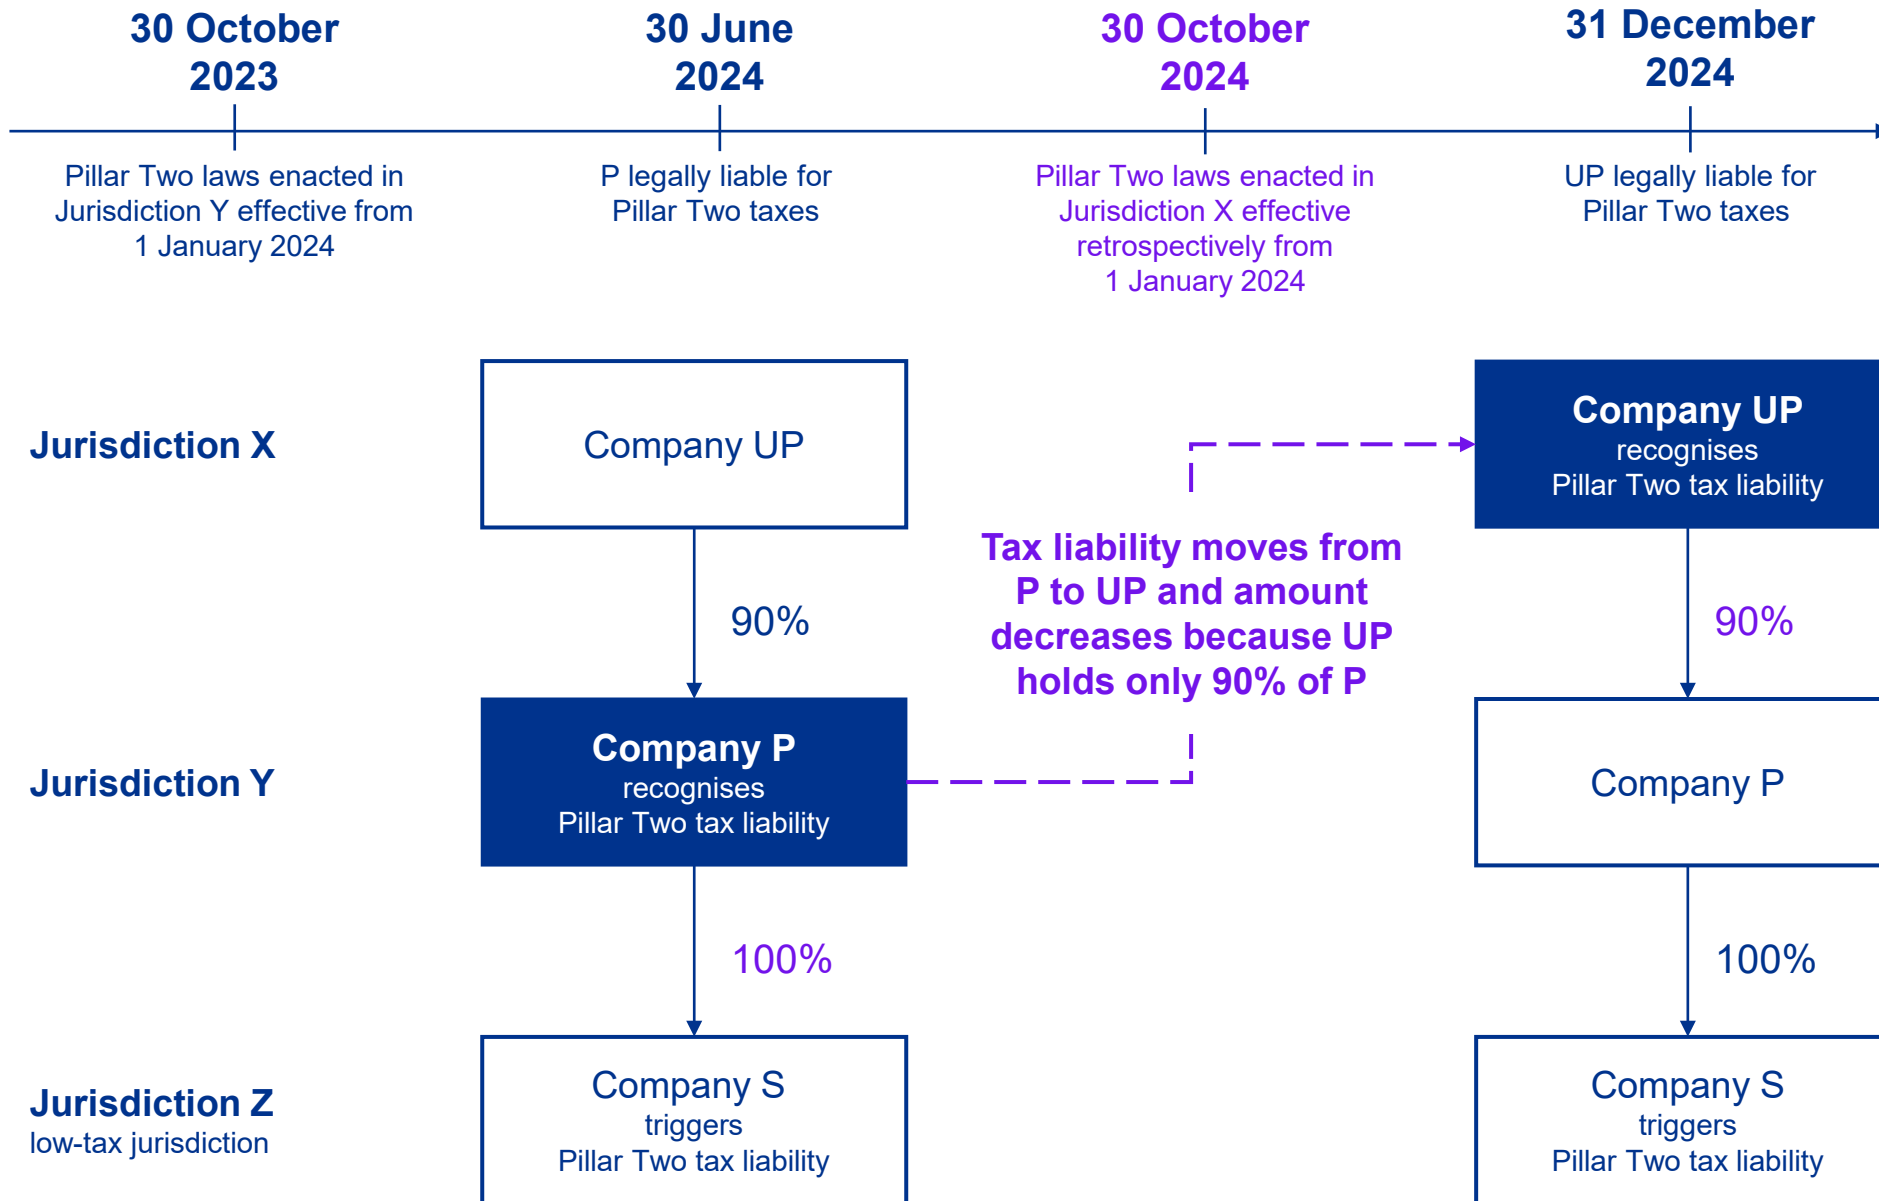 30 October
2023
30 June
2024
30 October
2024
31 December
2024
Pillar Two laws enacted in
Jurisdiction Y effective from
1 January 2024
P legally liable for
Pillar Two taxes
Pillar Two laws enacted in
Jurisdiction X effective
retrospectively from
1 January 2024
UP legally liable for
Pillar Two taxes
Jurisdiction X
Company UP
Company UP
recognises
Pillar Two tax liability
90%
Tax liability moves from
P to UP and amount
decreases because UP
holds only 90% of P
90%
Jurisdiction Y
Company P
recognises
Pillar Two tax liability
Company P
100%
100%
Jurisdiction Z
low-tax jurisdiction
Company S
triggers
Pillar Two tax liability
Company S
triggers
Pillar Two tax liability